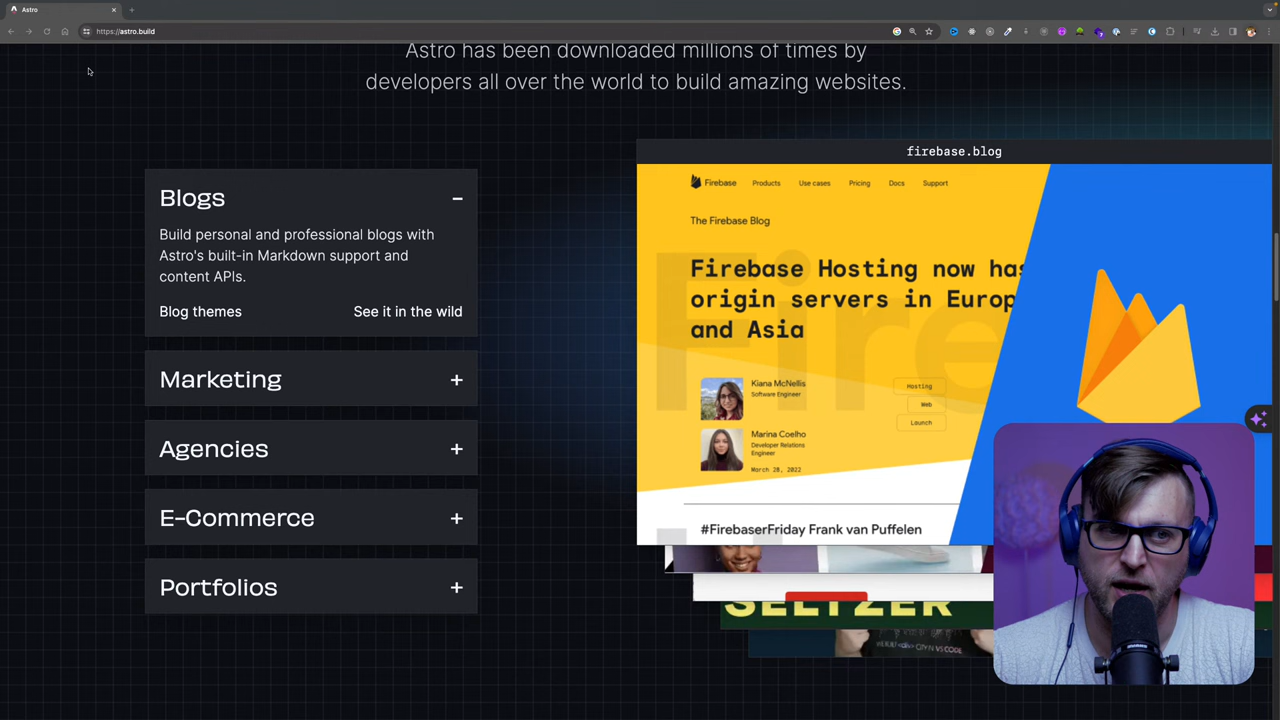 Astro
https://astro.build
Astro has been downloaded millions of times by
developers all over the world to build amazing websites.
firebase.blog
Blogs
Build personal and professional blogs with
Astro's built-in Markdown support and
content APIs.
Blog themes
See it in the wild
Marketing
Agencies
E-Commerce
Portfolios
Firebase
Products
Use cases
Pricing
Docs
Support
The Firebase Blog
Fire
Firebase Hosting now has
origin servers in Europ
and Asia
Kiana McNellis
Software Engineer
Hosting
Web
Launch
Marina Coelho
Developer Relations
Engineer
March 28, 2022
#FirebaserFriday Frank van Puffelen
SELTZER